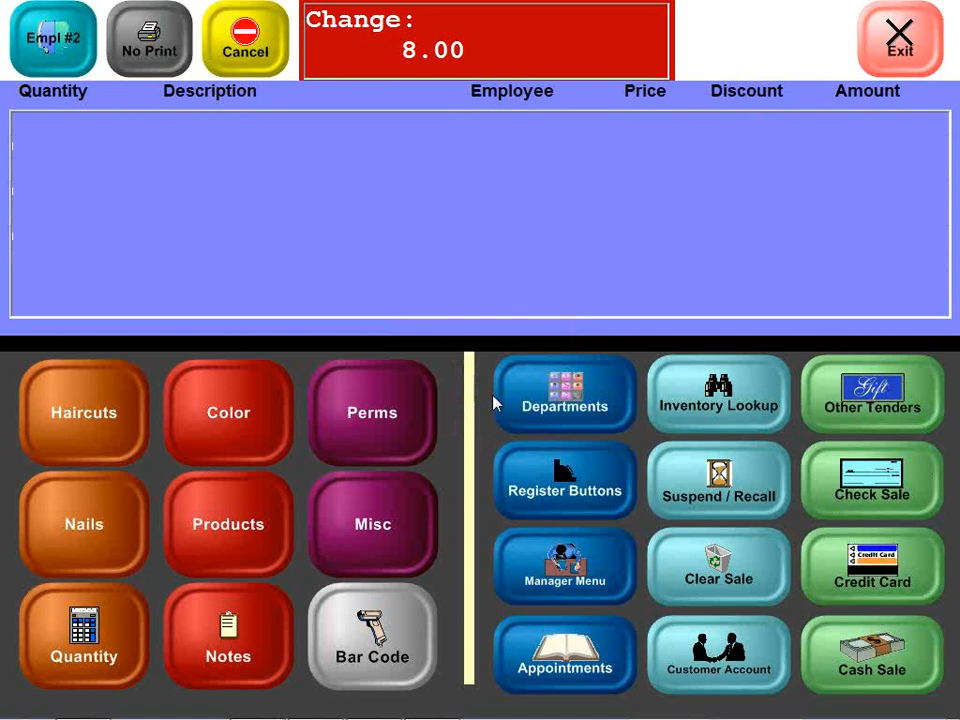 Empl #2
No Print
Cancel
Change:
8.00
Exit
Quantity Description Employee Price Discount Amount
Haircuts
Color
Perms
Departments
Inventory Lookup
Gift
Other Tenders
Nails
Products
Misc
Register Buttons
Suspend / Recall
Check Sale
Manager Menu
Clear Sale
Credit Card
Credit Card
Quantity
Notes
Bar Code
Appointments
Customer Account
Cash Sale